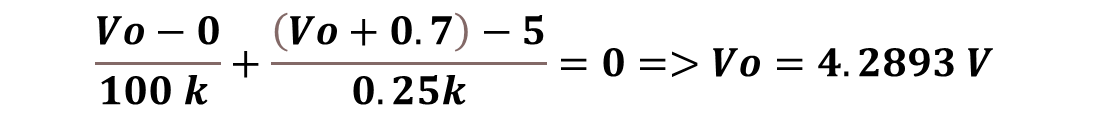 (Vo − 0)/(100 k) + ((Vo + 0.7) − 5)/(0.25k) = 0 => Vo = 4.2893 V